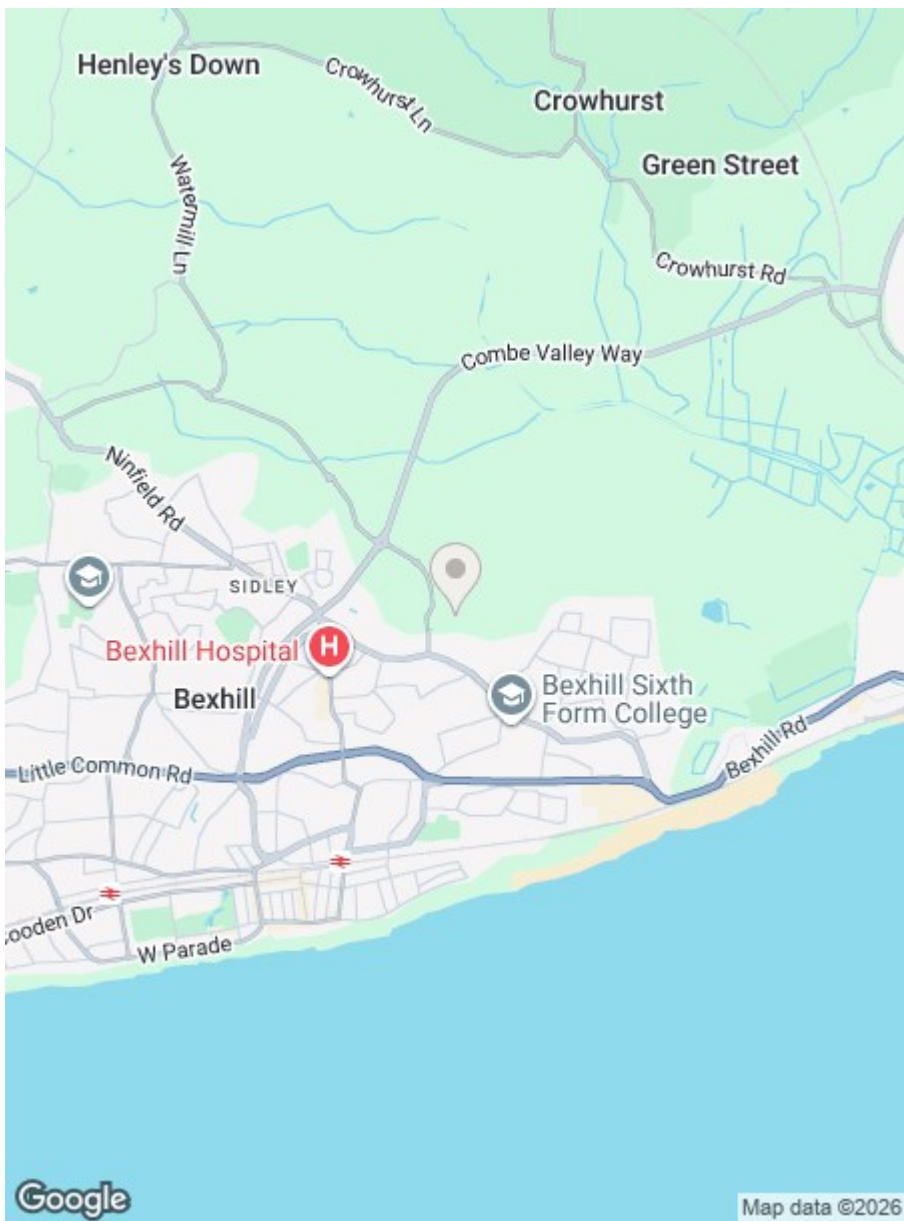 Henley's Down
Crowhurst Ln
Crowhurst
Green Street
Watermill Ln
Crowhurst Rd
Combe Valley Way
Ninfield Rd
SIDLEY
Bexhill Hospital
H
Bexhill
Bexhill Sixth
Form College
Bexhill Rd
Little Common Rd
Cooden Dr
W Parade
Google
Map data ©2026